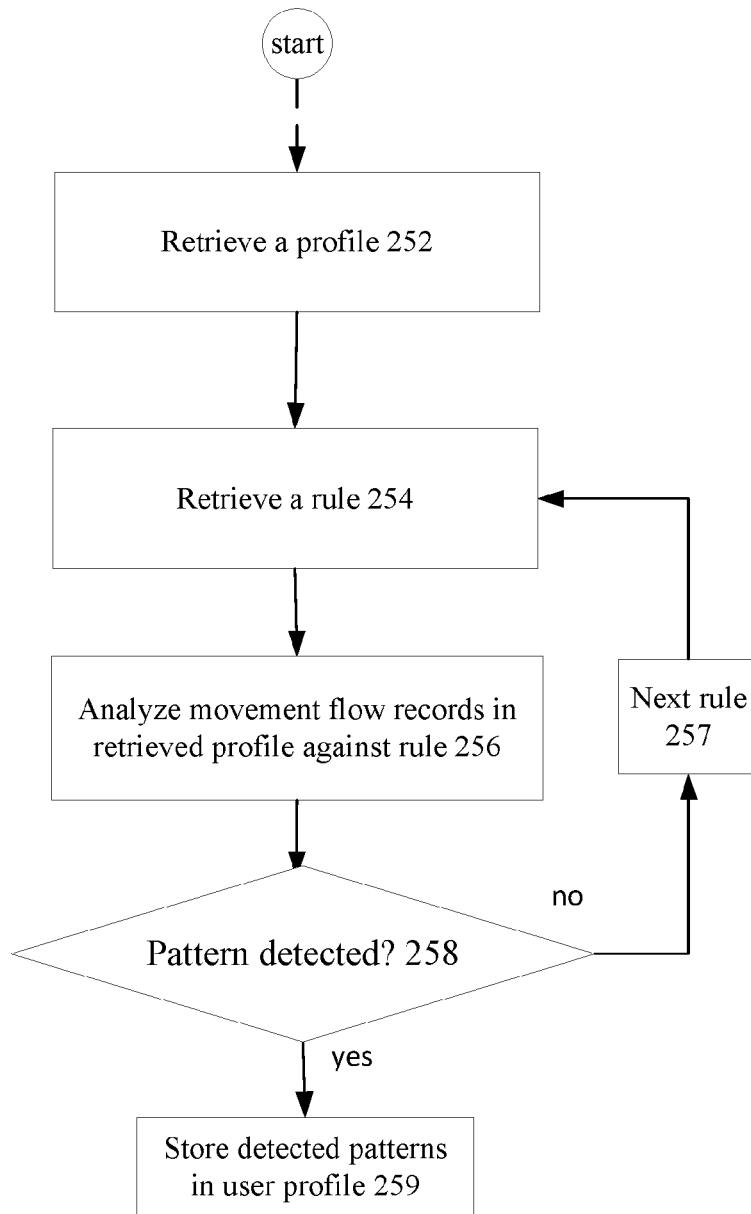 start
Retrieve a profile 252
Retrieve a rule 254
Analyze movement flow records in
retrieved profile against rule 256
Next rule
257
no
Pattern detected? 258
yes
Store detected patterns
in user profile 259